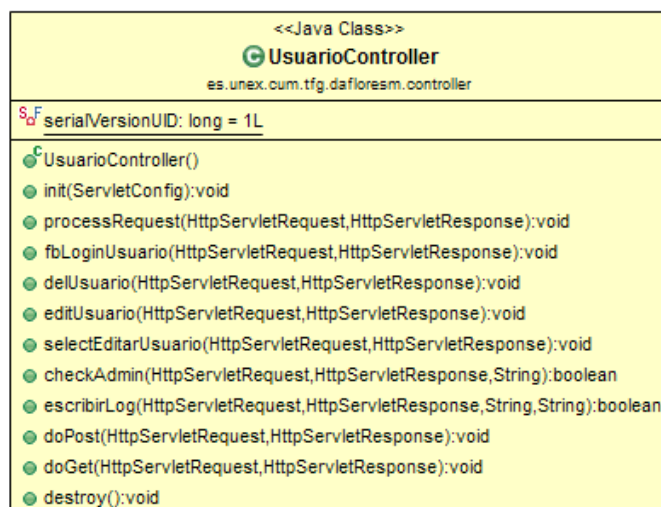 <<Java Class>>
C UsuarioController
es.unex.cum.tfg.dafloresm.controller
S F serialVersionUID: long = 1L
C UsuarioController()
init(ServletConfig):void
processRequest(HttpServletRequest,HttpServletResponse):void
fbLoginUsuario(HttpServletRequest,HttpServletResponse):void
delUsuario(HttpServletRequest,HttpServletResponse):void
editUsuario(HttpServletRequest,HttpServletResponse):void
selectEditarUsuario(HttpServletRequest,HttpServletResponse):void
checkAdmin(HttpServletRequest,HttpServletResponse,String):boolean
escribirLog(HttpServletRequest,HttpServletResponse,String,String):boolean
doPost(HttpServletRequest,HttpServletResponse):void
doGet(HttpServletRequest,HttpServletResponse):void
destroy():void